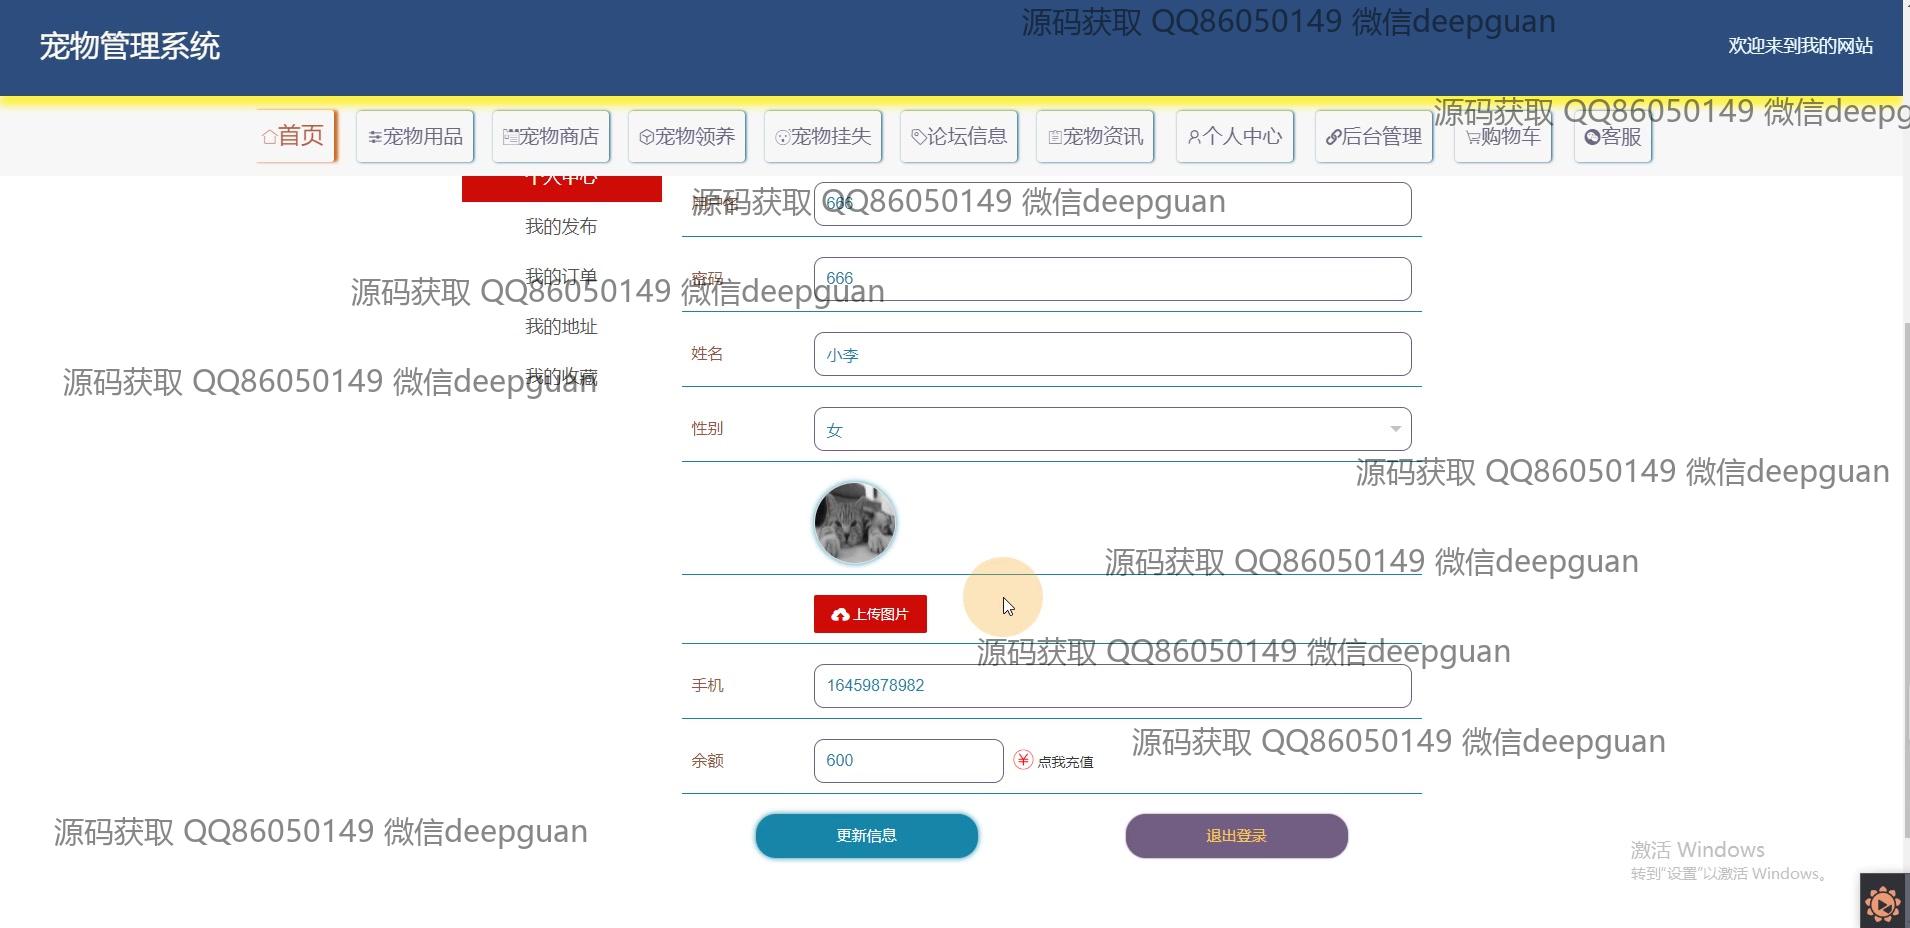 源码获取 QQ86050149 微信deepguan
宠物管理系统
欢迎来到我的网站
源码获取 QQ86050149 微信deepg
首页
宠物用品
宠物商店
宠物领养
宠物挂失
论坛信息
宠物资讯
个人中心
后台管理
购物车
客服
个人中心
用户名
666
源码获取 QQ86050149 微信deepguan
我的发布
我的订单
密码
666
源码获取 QQ86050149 微信deepguan
我的地址
姓名
小李
我的收藏
源码获取 QQ86050149 微信deepguan
性别
女
源码获取 QQ86050149 微信deepguan
源码获取 QQ86050149 微信deepguan
上传图片
源码获取 QQ86050149 微信deepguan
手机
16459878982
源码获取 QQ86050149 微信deepguan
余额
600
¥ 点我充值
源码获取 QQ86050149 微信deepguan
更新信息
退出登录
激活 Windows
转到“设置”以激活 Windows。